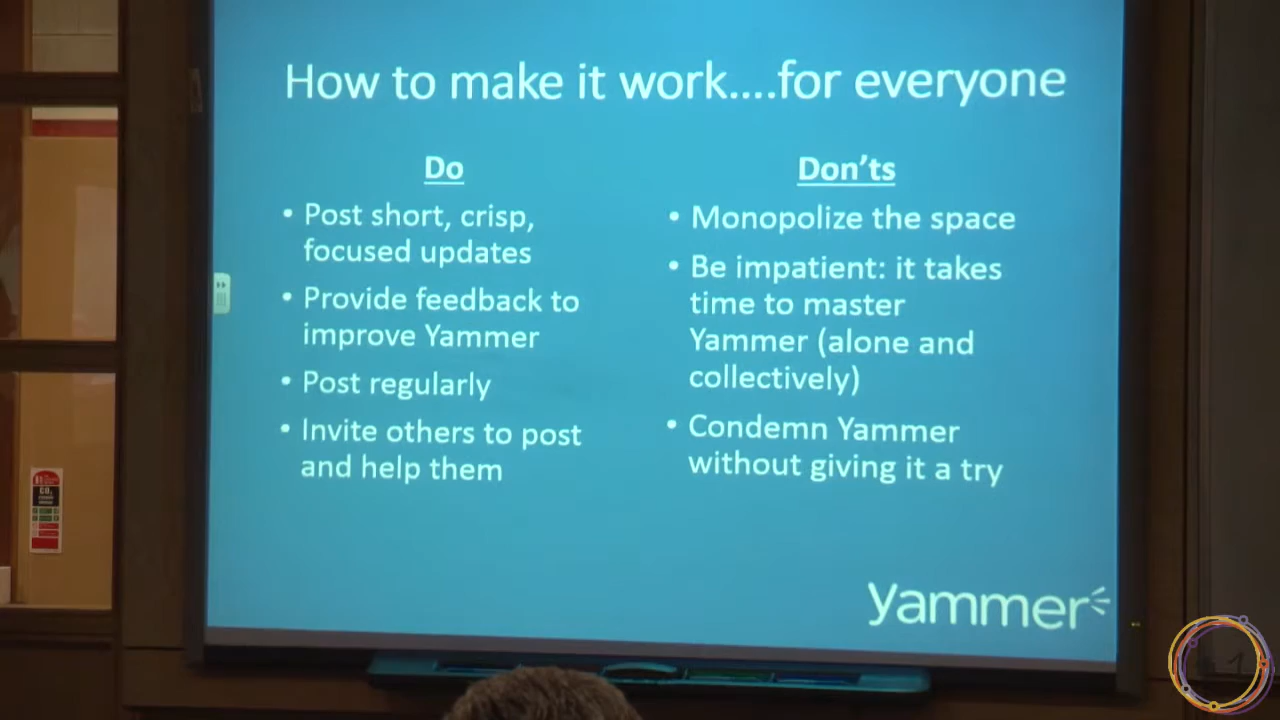 How to make it work....for everyone
Do
• Post short, crisp,
focused updates
• Provide feedback to
improve Yammer
• Post regularly
• Invite others to post
and help them
Don'ts
• Monopolize the space
• Be impatient: it takes
time to master
Yammer (alone and
collectively)
• Condemn Yammer
without giving it a try
yammer